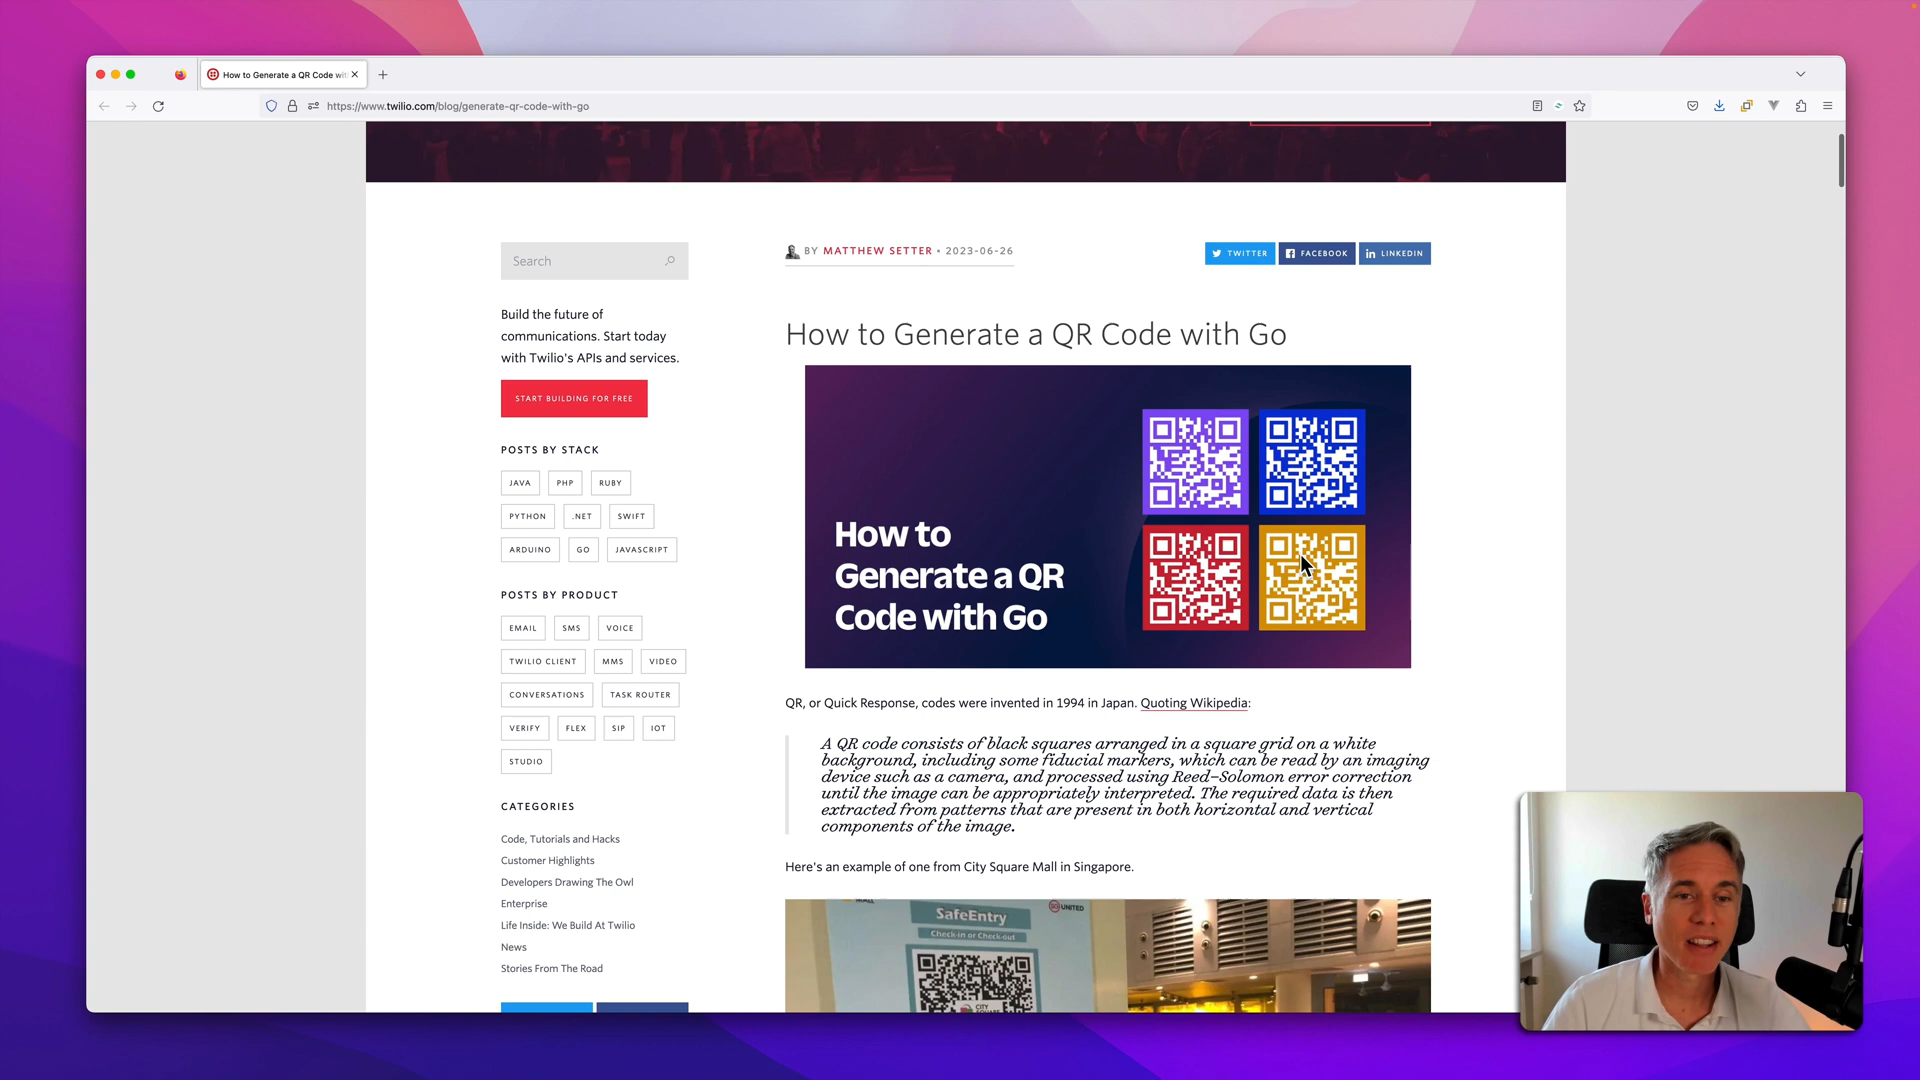 How to Generate a QR Code wit
https://www.twilio.com/blog/generate-qr-code-with-go
Search
Build the future of
communications. Start today
with Twilio's APIs and services.
START BUILDING FOR FREE
POSTS BY STACK
JAVA PHP RUBY
PYTHON .NET SWIFT
ARDUINO GO JAVASCRIPT
POSTS BY PRODUCT
EMAIL SMS VOICE
TWILIO CLIENT MMS VIDEO
CONVERSATIONS TASK ROUTER
VERIFY FLEX SIP IOT
STUDIO
CATEGORIES
Code, Tutorials and Hacks
Customer Highlights
Developers Drawing The Owl
Enterprise
Life Inside: We Build At Twilio
News
Stories From The Road
BY MATTHEW SETTER • 2023-06-26
TWITTER FACEBOOK LINKEDIN
How to Generate a QR Code with Go
How to
Generate a QR
Code with Go
QR, or Quick Response, codes were invented in 1994 in Japan. Quoting Wikipedia:
A QR code consists of black squares arranged in a square grid on a white
background, including some fiducial markers, which can be read by an imaging
device such as a camera, and processed using Reed–Solomon error correction
until the image can be appropriately interpreted. The required data is then
extracted from patterns that are present in both horizontal and vertical
components of the image.
Here's an example of one from City Square Mall in Singapore.
UNITED
SafeEntry
Check-in or Check-out
CITY